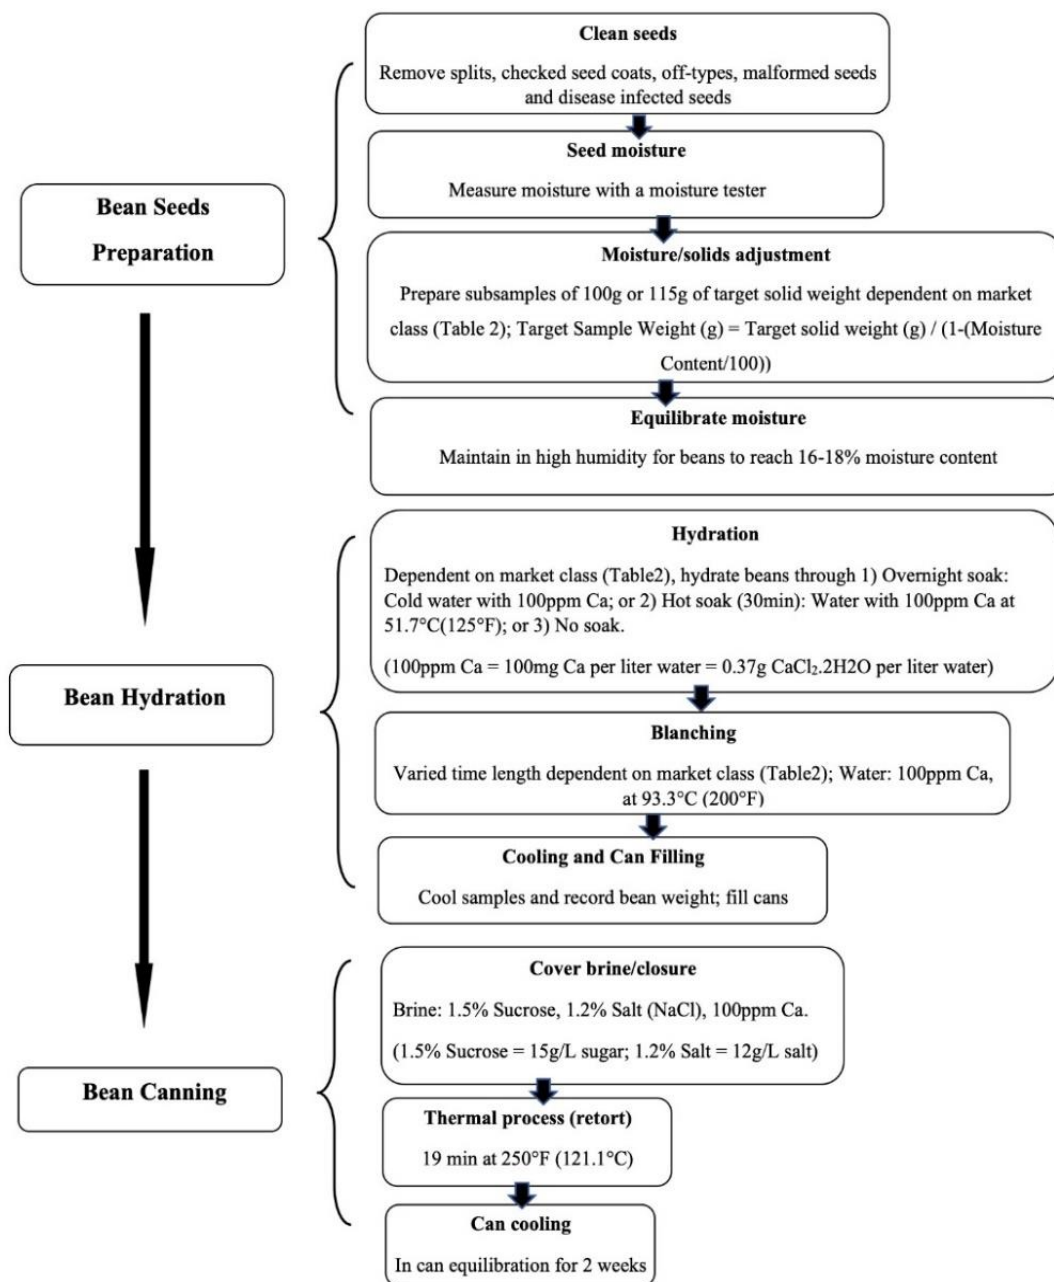 Clean seeds
Remove splits, checked seed coats, off-types, malformed seeds
and disease infected seeds
Seed moisture
Measure moisture with a moisture tester
Bean Seeds
Preparation
Moisture/solids adjustment
Prepare subsamples of 100g or 115g of target solid weight dependent on market
class (Table 2); Target Sample Weight (g) = Target solid weight (g) / (1-(Moisture
Content/100))
Equilibrate moisture
Maintain in high humidity for beans to reach 16-18% moisture content
Hydration
Dependent on market class (Table2), hydrate beans through 1) Overnight soak:
Cold water with 100ppm Ca; or 2) Hot soak (30min): Water with 100ppm Ca at
51.7°C(125°F); or 3) No soak.
(100ppm Ca = 100mg Ca per liter water = 0.37g CaCl₂.2H2O per liter water)
Bean Hydration
Blanching
Varied time length dependent on market class (Table2); Water: 100ppm Ca,
at 93.3°C (200°F)
Cooling and Can Filling
Cool samples and record bean weight; fill cans
Cover brine/closure
Brine: 1.5% Sucrose, 1.2% Salt (NaCl), 100ppm Ca.
(1.5% Sucrose = 15g/L sugar; 1.2% Salt = 12g/L salt)
Bean Canning
Thermal process (retort)
19 min at 250°F (121.1°C)
Can cooling
In can equilibration for 2 weeks